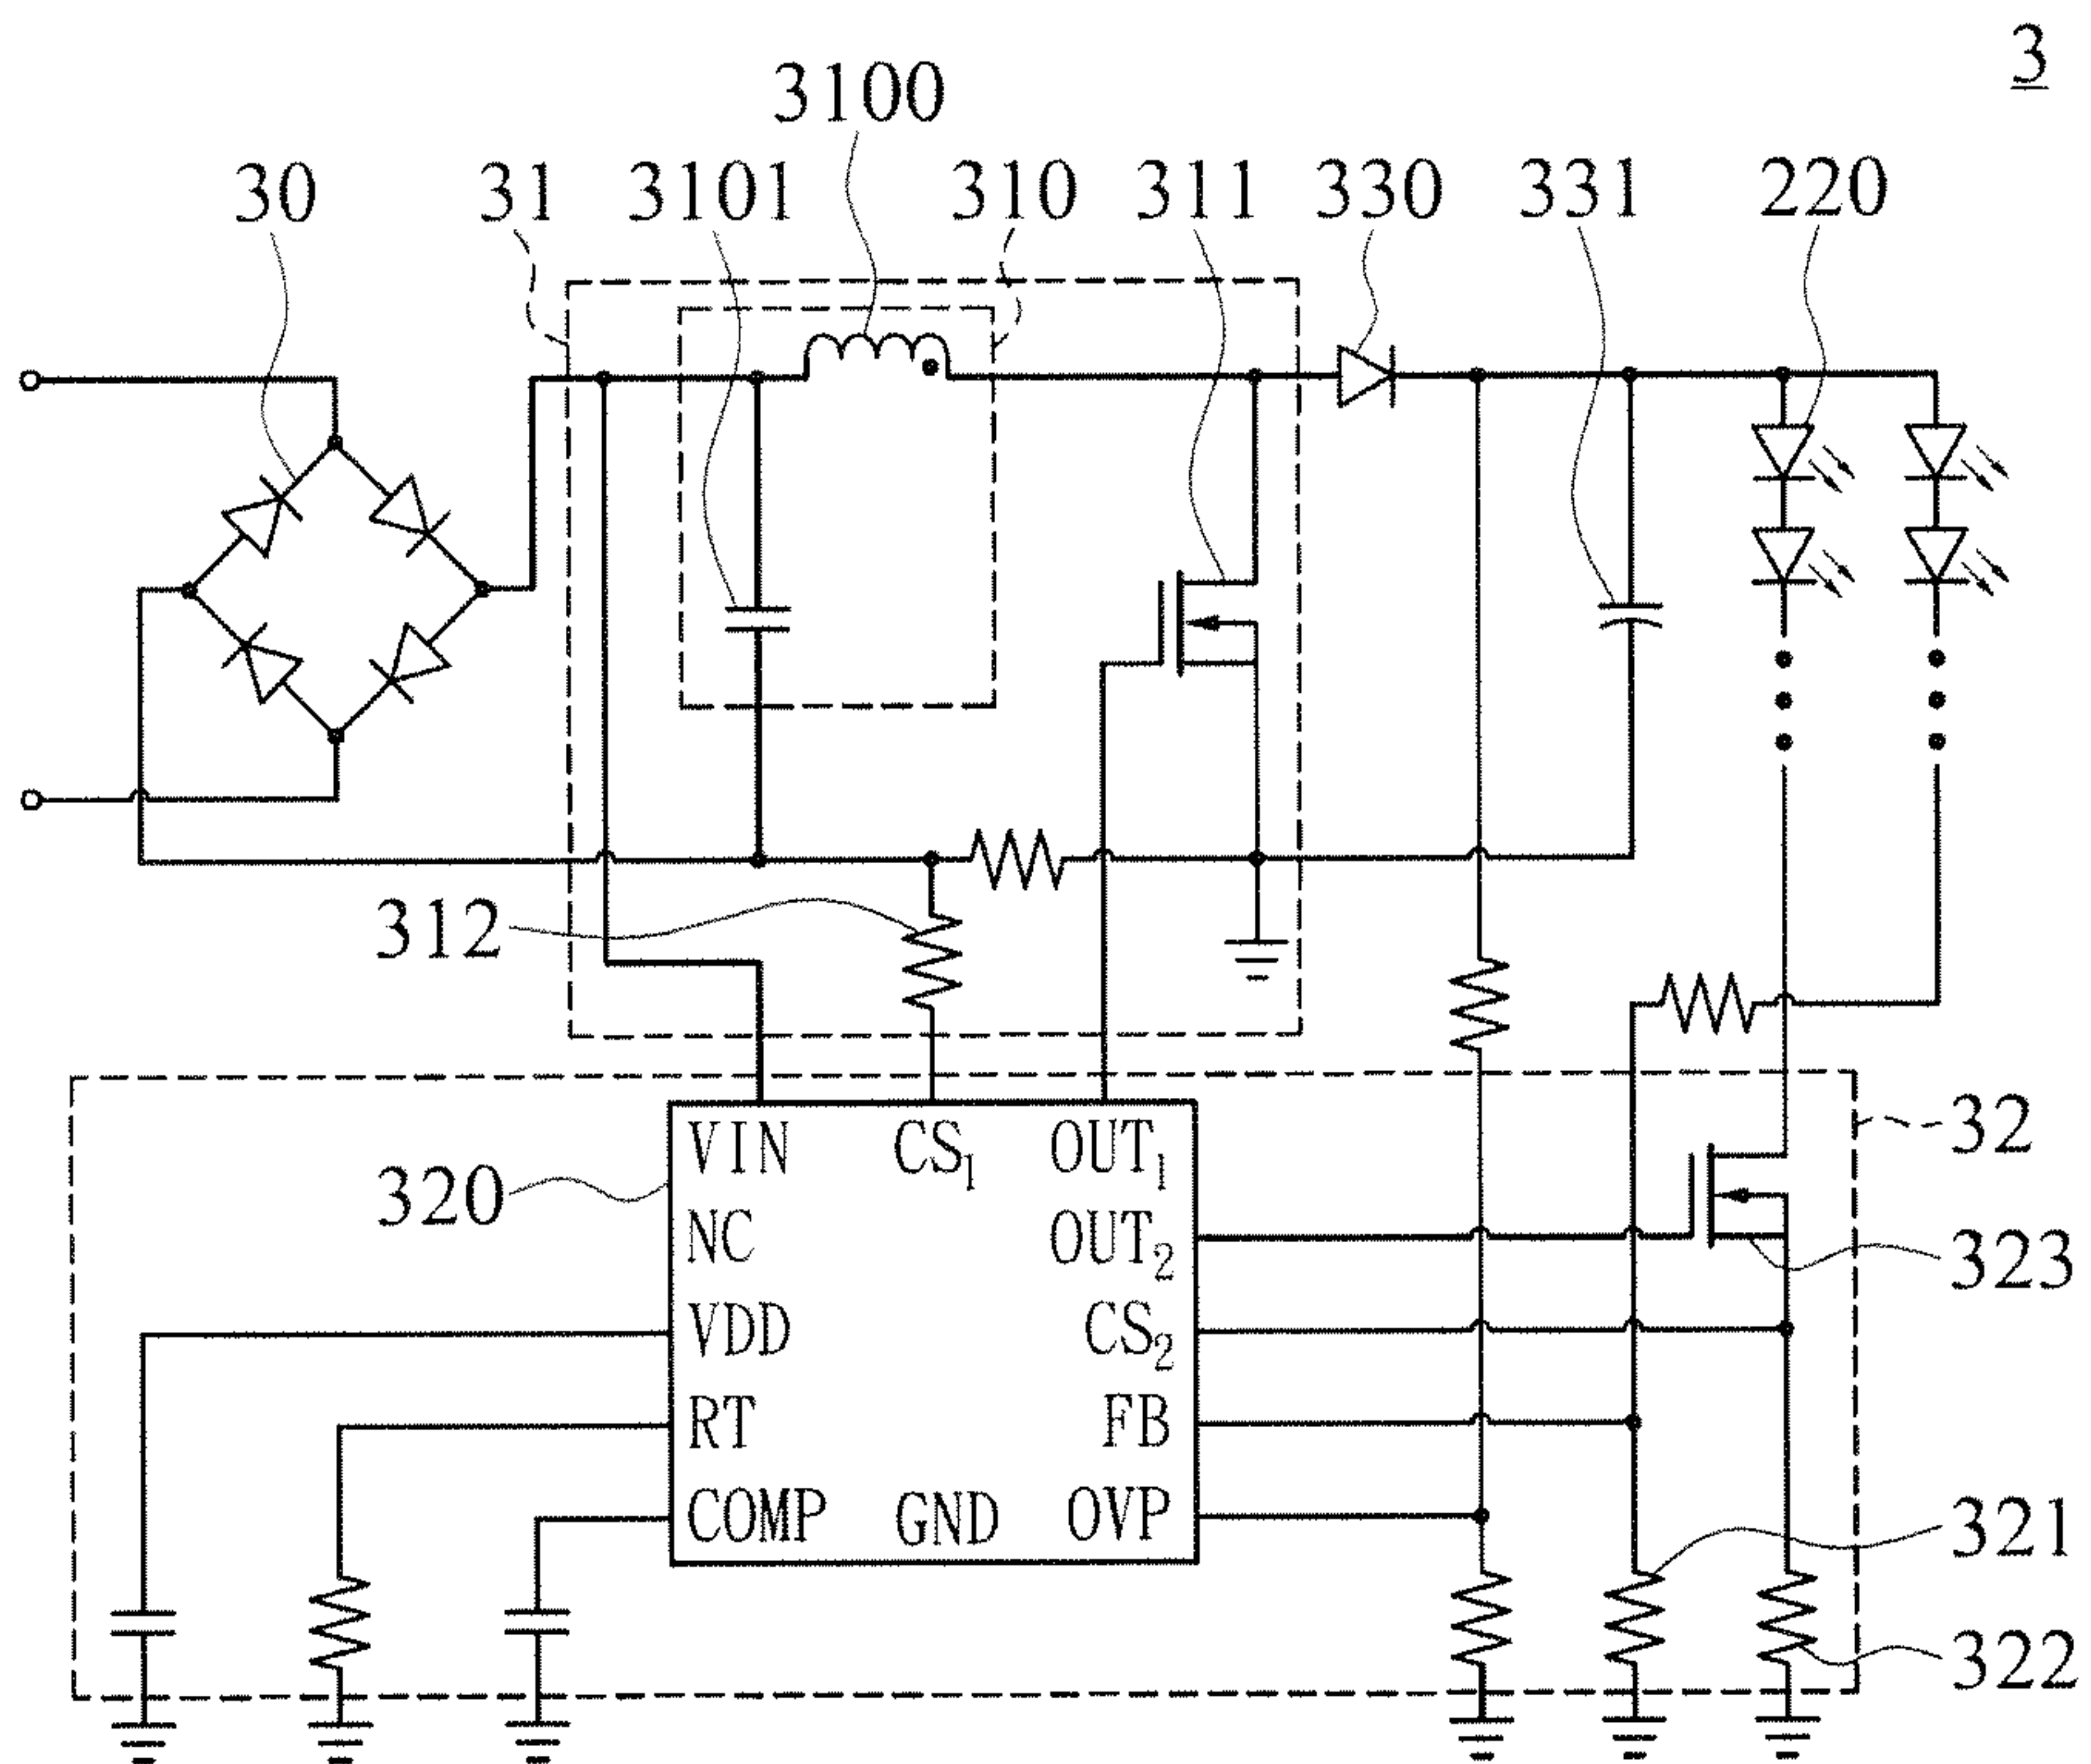 3
3100
30 31 3101 310 311 330 331 220
312
VIN CS₁ OUT₁
32
320
NC OUT₂
323
VDD CS₂
RT FB
COMP GND OVP
321
322